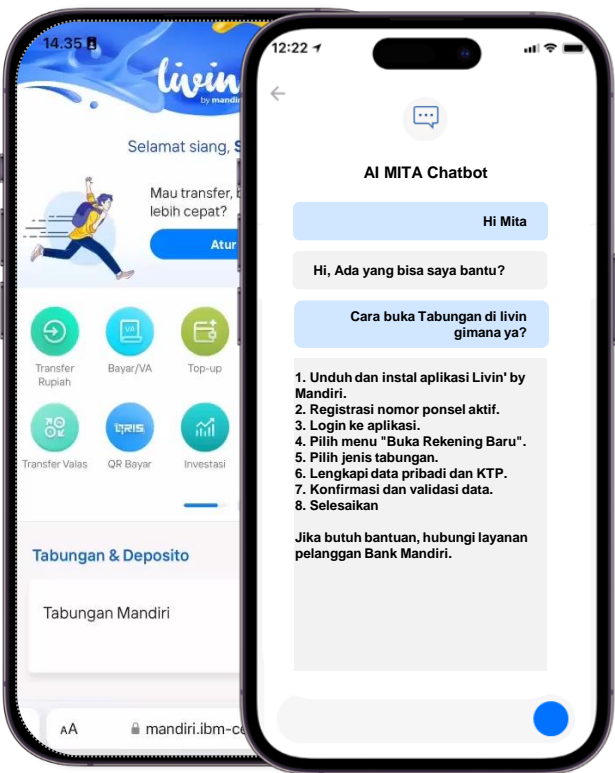 14.35
livin
by mandiri
Selamat siang,
Mau transfer,
lebih cepat?
Atur
Transfer
Rupiah
Bayar/VA
Top-up
VA
QRIS
Transfer Valas
QR Bayar
Investasi
Tabungan & Deposito
Tabungan Mandiri
AA
mandiri.ibm-ce
12:22
AI MITA Chatbot
Hi Mita
Hi, Ada yang bisa saya bantu?
Cara buka Tabungan di livin
gimana ya?
1. Unduh dan instal aplikasi Livin' by
Mandiri.
2. Registrasi nomor ponsel aktif.
3. Login ke aplikasi.
4. Pilih menu "Buka Rekening Baru".
5. Pilih jenis tabungan.
6. Lengkapi data pribadi dan KTP.
7. Konfirmasi dan validasi data.
8. Selesaikan
Jika butuh bantuan, hubungi layanan
pelanggan Bank Mandiri.